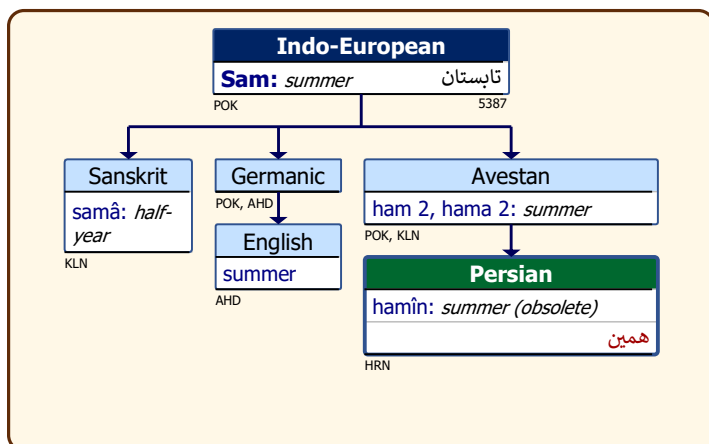 Indo-European
Sam: summer تابستان
POK 5387
Sanskrit
samâ: half-
year
KLN
Germanic
POK, AHD
English
summer
AHD
Avestan
ham 2, hama 2: summer
POK, KLN
Persian
hamîn: summer (obsolete)
همین
HRN